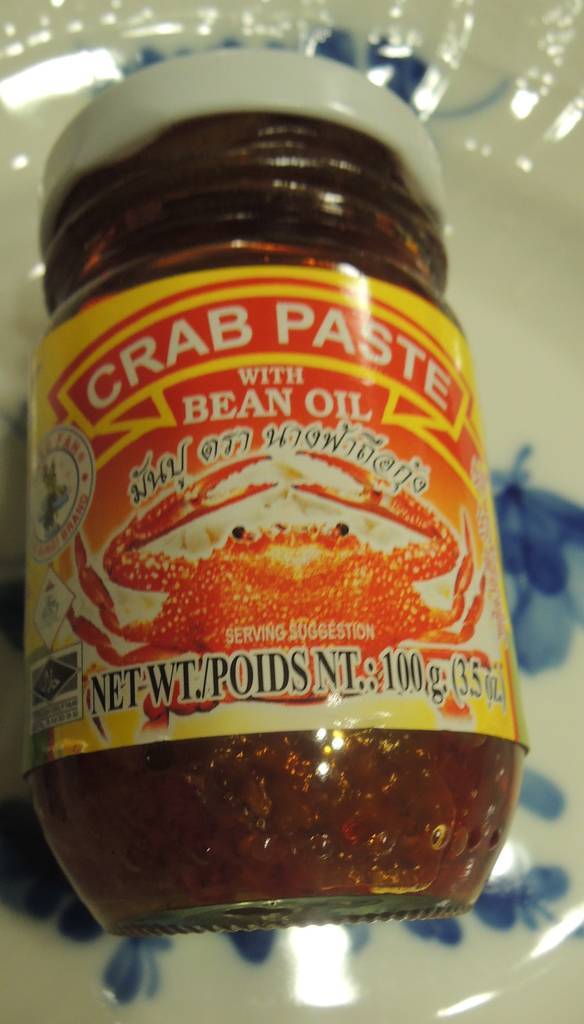 CRAB PASTE
WITH
BEAN OIL
มันปู ตรา นางฟ้าถือกุ้ง
BRAND
SERVING SUGGESTION
NET WT./POIDS NT.: 100 g. (3.5 oz.)